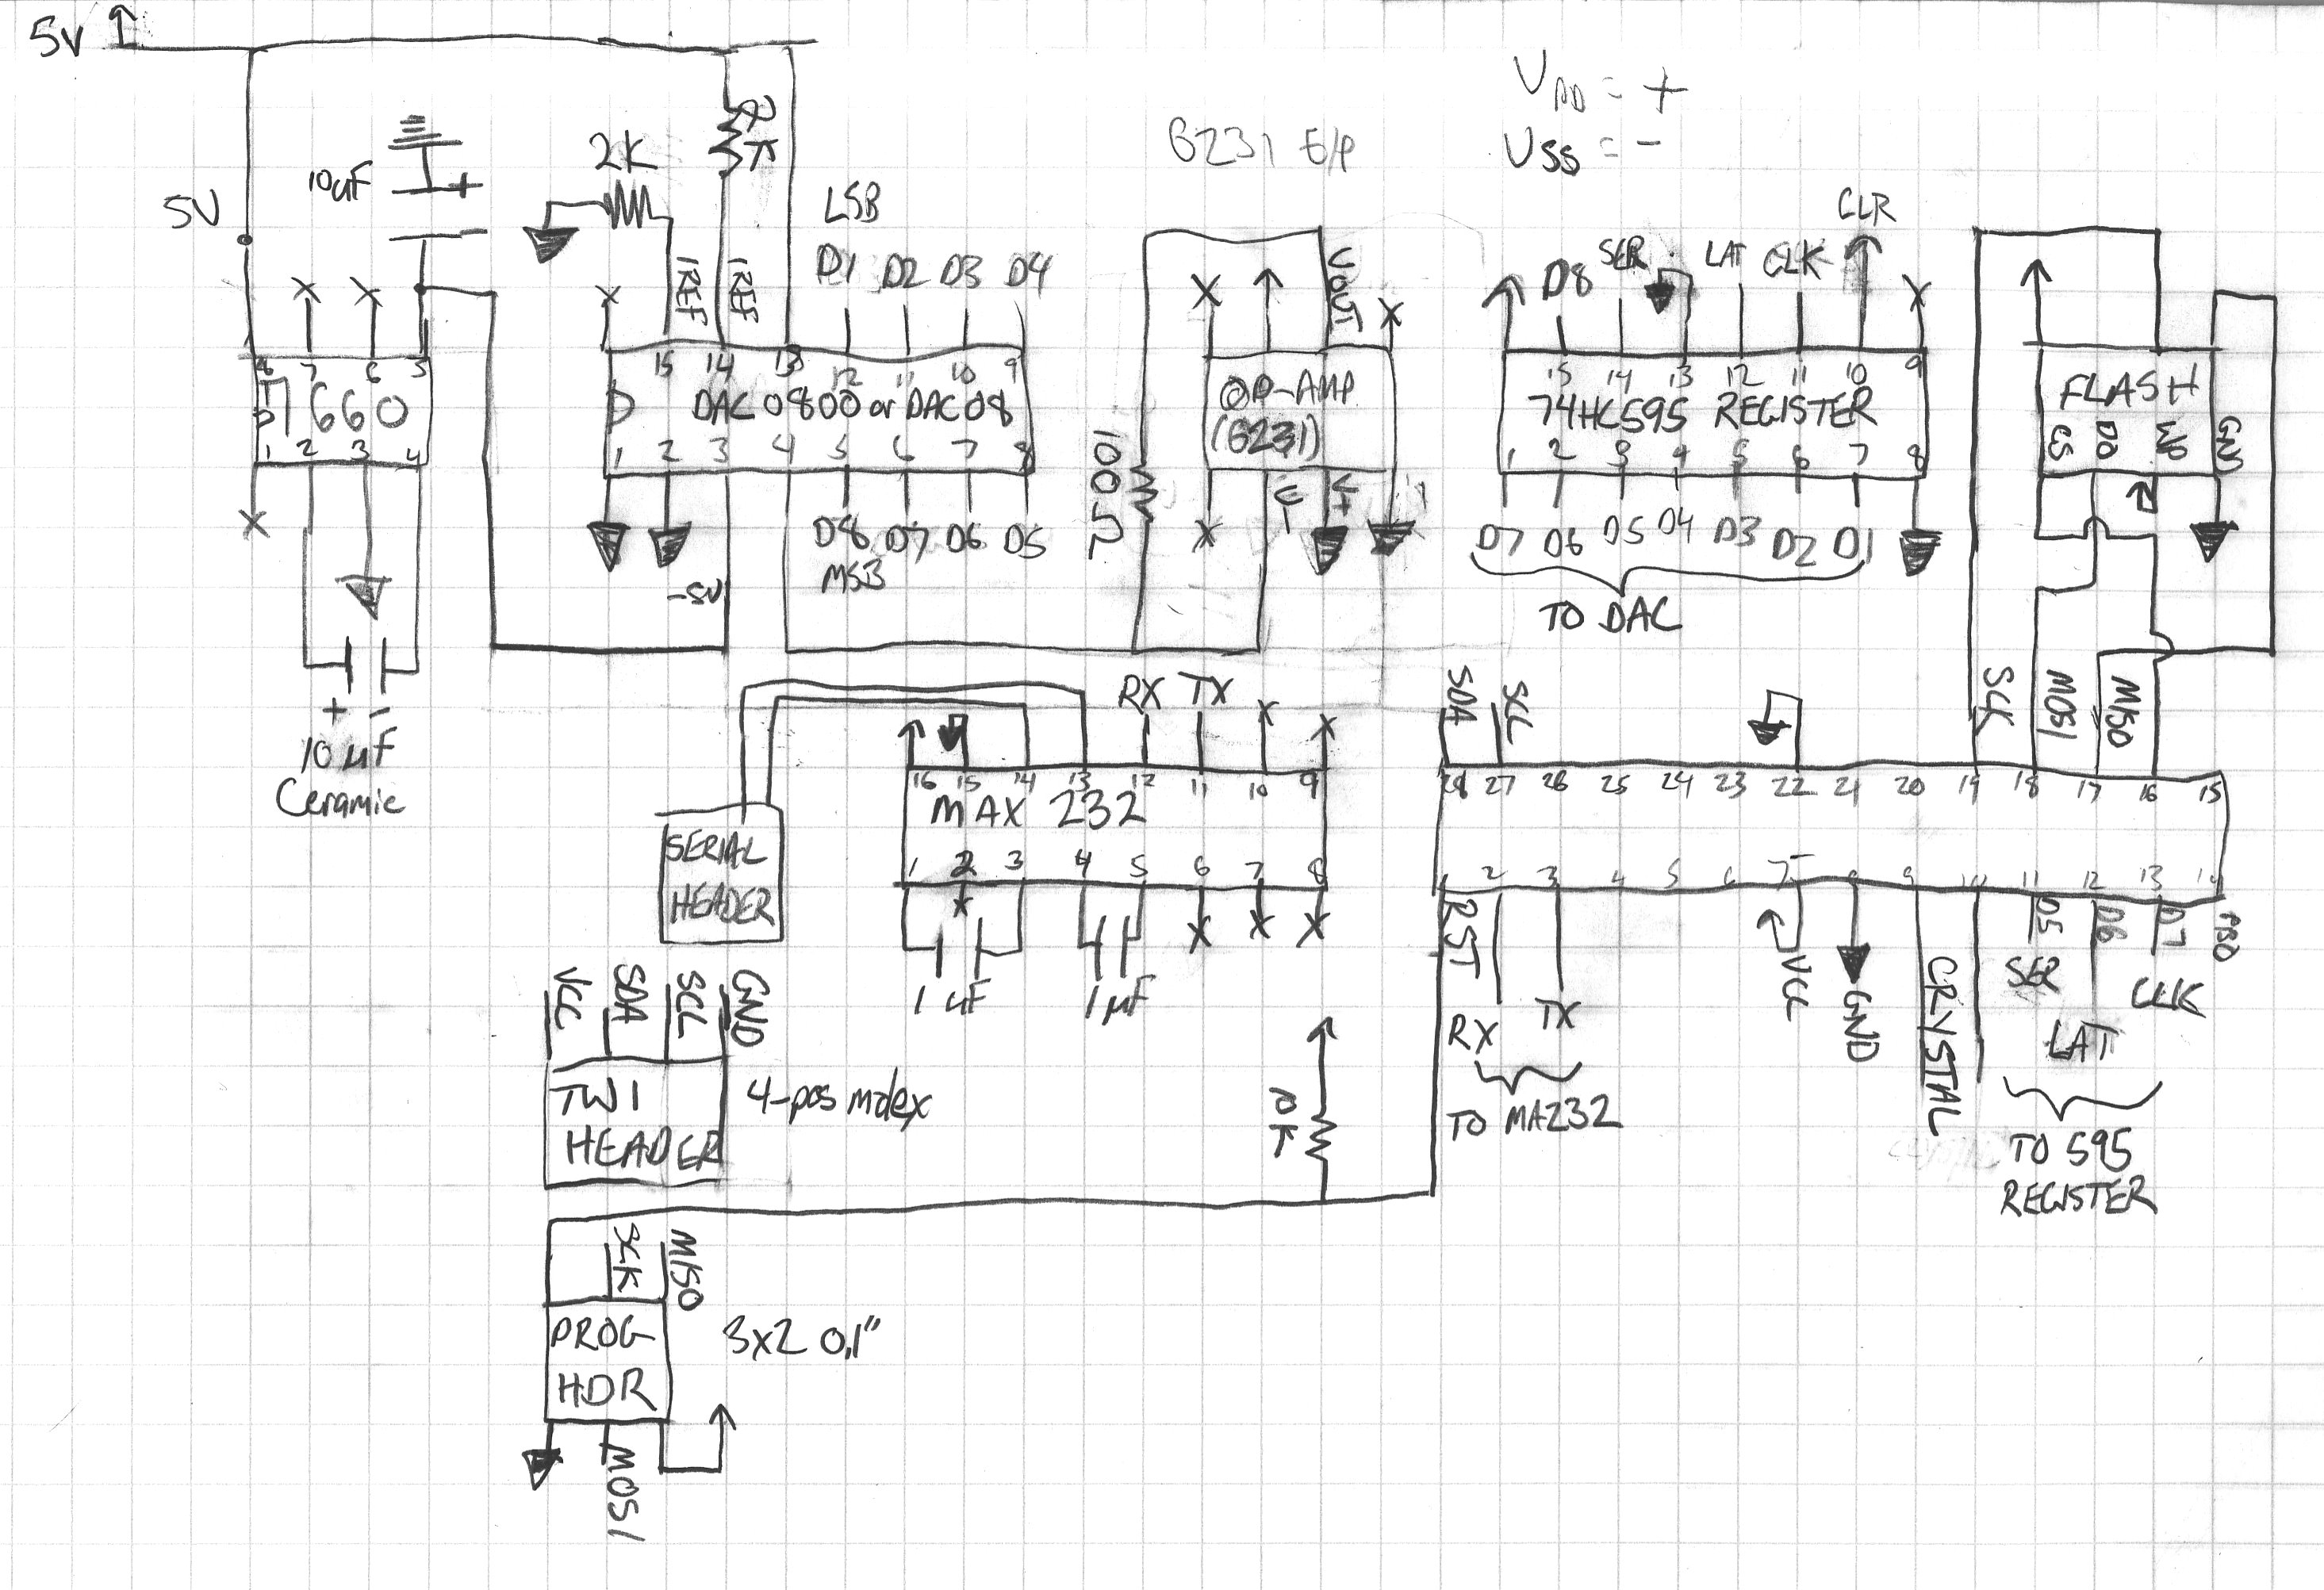 5V
VDD = +
VSS = -
6231 E/P
10uF
2K
5V
LSB
D1 D2 D3 D4
IREF
IREF
VOUT
D8 SER LAT CLK CLR
8 7 6 5
7660
1 2 3 4
15 14 13 12 11 10 9
DAC0800 or DAC08
1 2 3 4 5 6 7 8
D8 D7 D6 D5
MSB
-5V
100Ω
OP-AMP
(6231)
V-
V+
15 14 13 12 11 10 9
74HC595 REGISTER
1 2 3 4 5 6 7 8
D7 D6 D5 D4 D3 D2 D1
TO DAC
FLASH
CS DO WP GND
+ -
10 µF
Ceramic
RX TX
16 15 14 13 12 11 10 9
MAX 232
1 2 3 4 5 6 7 8
1 uF
1 µF
SERIAL
HEADER
SDA SCL
SCK MOSI MISO
28 27 26 25 24 23 22 21 20 19 18 17 16 15
1 2 3 4 5 6 7 8 9 10 11 12 13 14
RST
RX TX
TO MA232
VCC
GND
CRYSTAL
D5 D6 D7 PB0
SER
LAT
CLK
TO 595
REGISTER
VCC SDA SCL GND
TWI
HEADER
4-pos molex
10K
SCK MISO
PROG
HDR
3x2 0.1"
MOSI